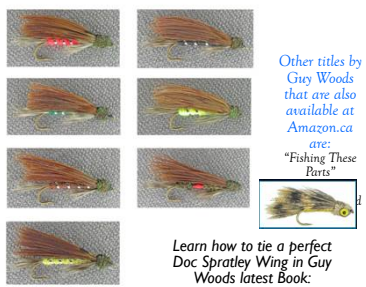 Other titles by
Guy Woods
that are also
available at
Amazon.ca
are:
“Fishing These
Parts”
d
Learn how to tie a perfect
Doc Spratley Wing in Guy
Woods latest Book: